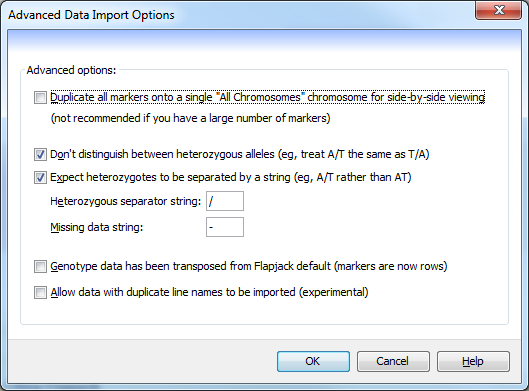 Advanced Data Import Options
Advanced options:
Duplicate all markers onto a single "All Chromosomes" chromosome for side-by-side viewing
(not recommended if you have a large number of markers)
Don't distinguish between heterozygous alleles (eg, treat A/T the same as T/A)
Expect heterozygotes to be separated by a string (eg, A/T rather than AT)
Heterozygous separator string: /
Missing data string: -
Genotype data has been transposed from Flapjack default (markers are now rows)
Allow data with duplicate line names to be imported (experimental)
OK Cancel Help